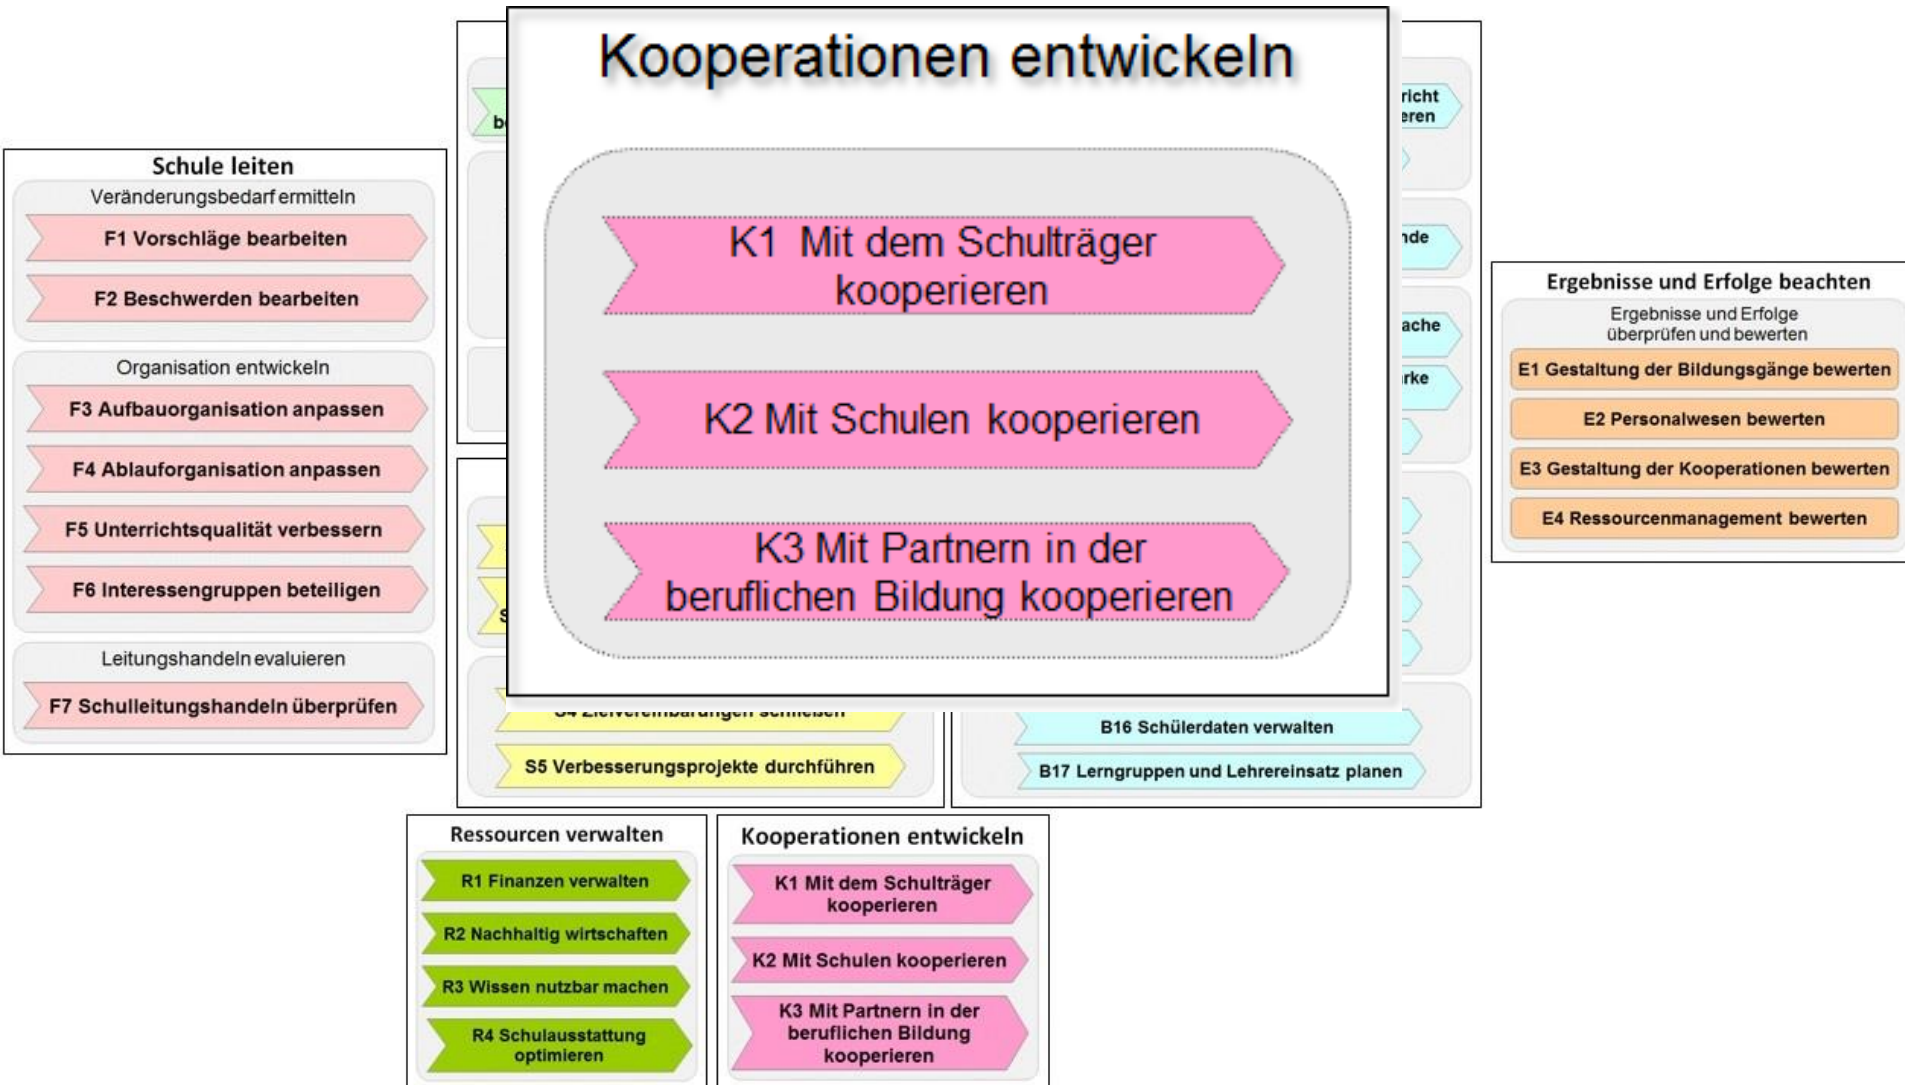 Kooperationen entwickeln
K1 Mit dem Schulträger
kooperieren
K2 Mit Schulen kooperieren
K3 Mit Partnern in der
beruflichen Bildung kooperieren
Schule leiten
Veränderungsbedarf ermitteln
F1 Vorschläge bearbeiten
F2 Beschwerden bearbeiten
Organisation entwickeln
F3 Aufbauorganisation anpassen
F4 Ablauforganisation anpassen
F5 Unterrichtsqualität verbessern
F6 Interessengruppen beteiligen
Leitungshandeln evaluieren
F7 Schulleitungshandeln überprüfen
S4 Zielvereinbarungen schließen
S5 Verbesserungsprojekte durchführen
B16 Schülerdaten verwalten
B17 Lerngruppen und Lehrereinsatz planen
Ergebnisse und Erfolge beachten
Ergebnisse und Erfolge
überprüfen und bewerten
E1 Gestaltung der Bildungsgänge bewerten
E2 Personalwesen bewerten
E3 Gestaltung der Kooperationen bewerten
E4 Ressourcenmanagement bewerten
Ressourcen verwalten
R1 Finanzen verwalten
R2 Nachhaltig wirtschaften
R3 Wissen nutzbar machen
R4 Schulausstattung
optimieren
Kooperationen entwickeln
K1 Mit dem Schulträger
kooperieren
K2 Mit Schulen kooperieren
K3 Mit Partnern in der
beruflichen Bildung
kooperieren